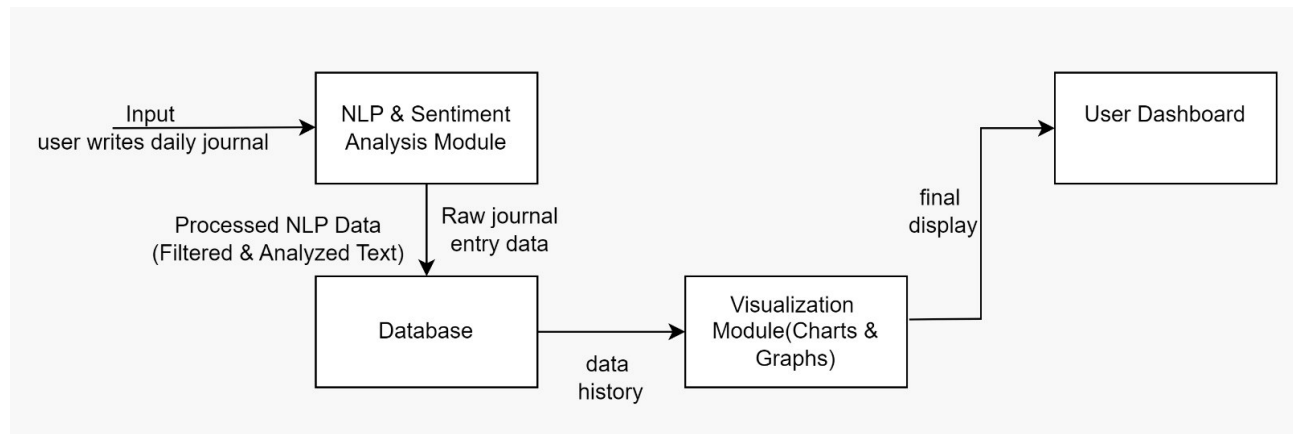 Input
user writes daily journal
NLP & Sentiment
Analysis Module
User Dashboard
Processed NLP Data
(Filtered & Analyzed Text)
Raw journal
entry data
final
display
Database
Visualization
Module(Charts &
Graphs)
data
history